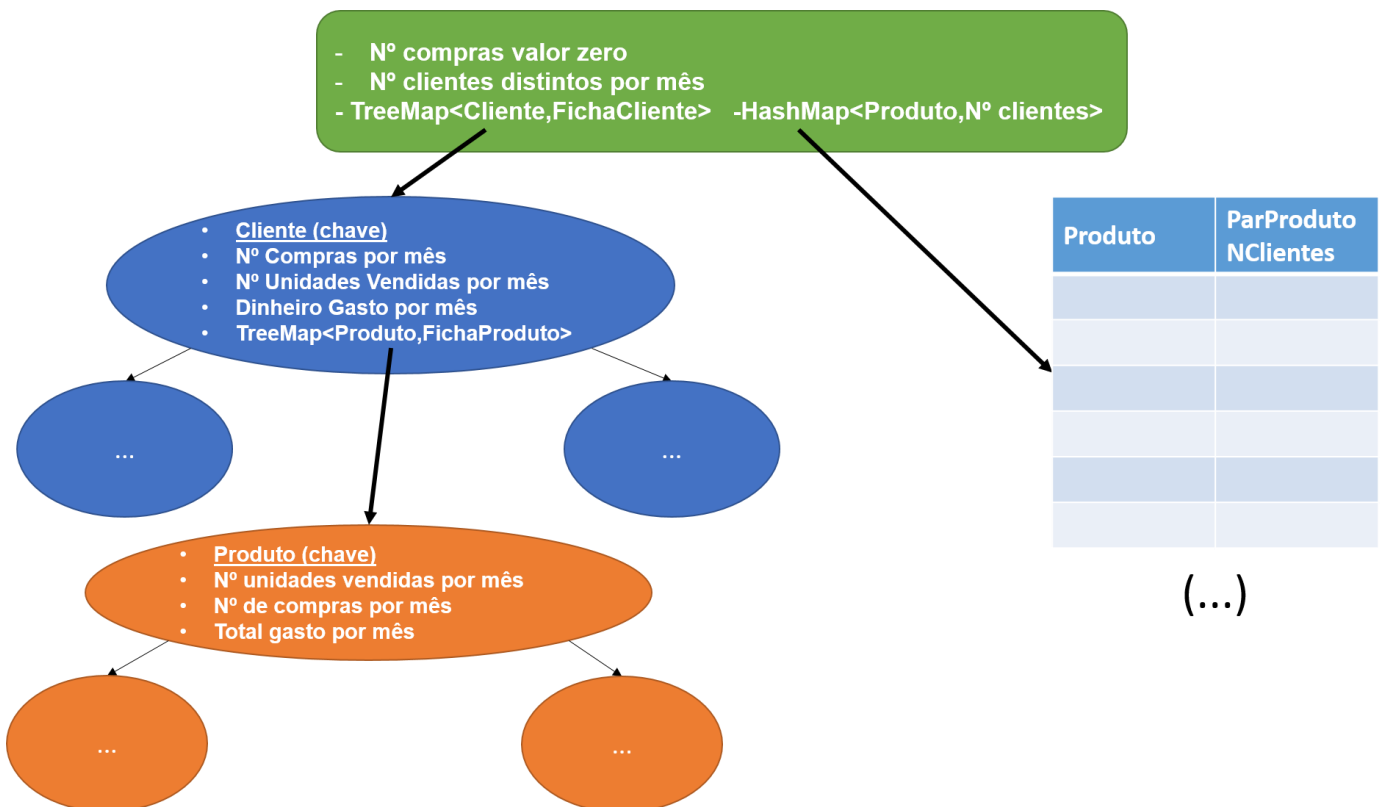 - Nº compras valor zero
- Nº clientes distintos por mês
- TreeMap<Cliente,FichaCliente> -HashMap<Produto,Nº clientes>
• Cliente (chave)
• Nº Compras por mês
• Nº Unidades Vendidas por mês
• Dinheiro Gasto por mês
• TreeMap<Produto,FichaProduto>
Produto
ParProduto
NClientes
...
...
• Produto (chave)
• Nº unidades vendidas por mês
• Nº de compras por mês
• Total gasto por mês
(...)
...
...